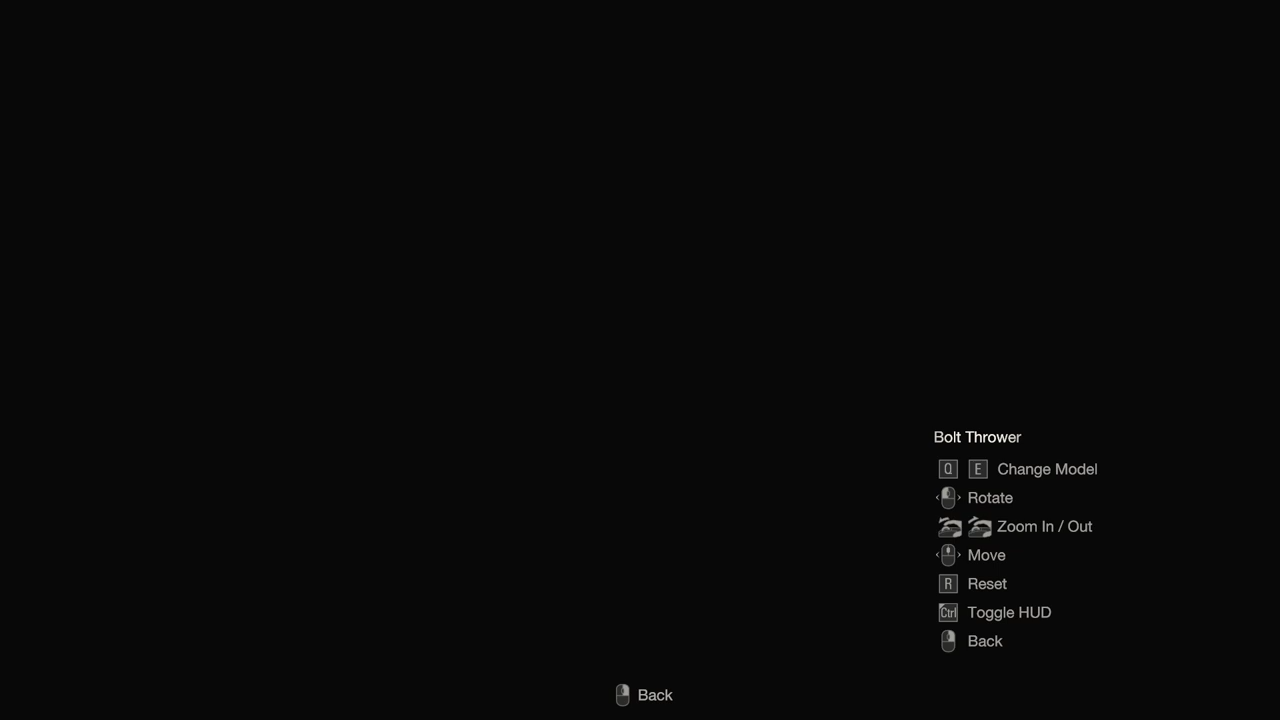 Bolt Thrower
Q E Change Model
Rotate
Zoom In / Out
Move
R Reset
Ctrl Toggle HUD
Back
Back